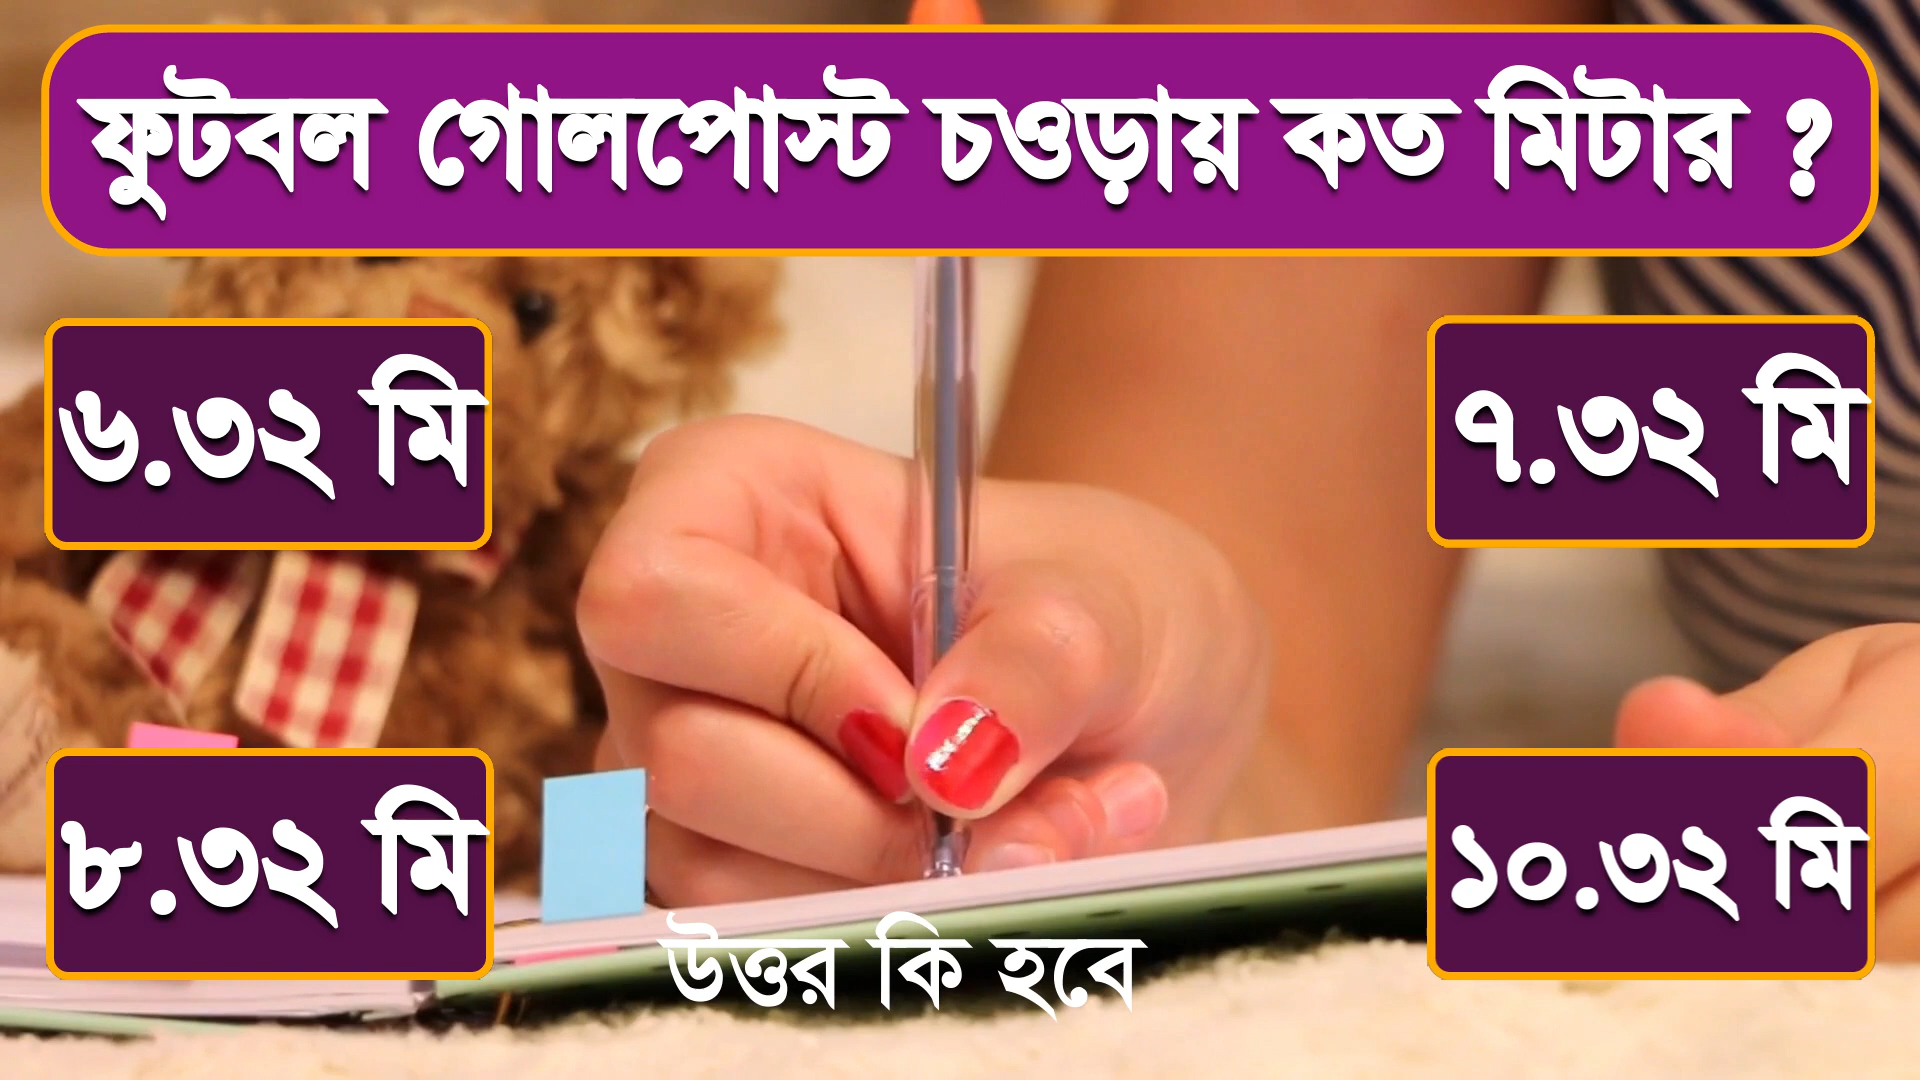 ফুটবল গোলপোস্ট চওড়ায় কত মিটার ?
৬.৩২ মি
৭.৩২ মি
৮.৩২ মি
১০.৩২ মি
উত্তর কি হবে